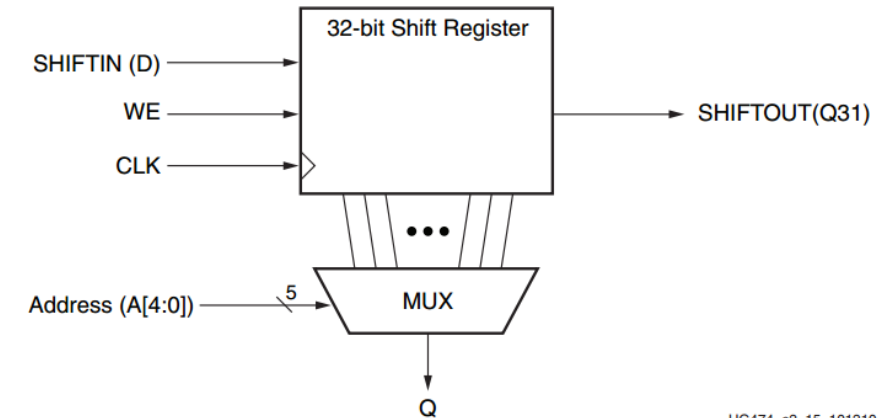 32-bit Shift Register
SHIFTIN (D)
WE
SHIFTOUT(Q31)
CLK
5
Address (A[4:0])
MUX
Q